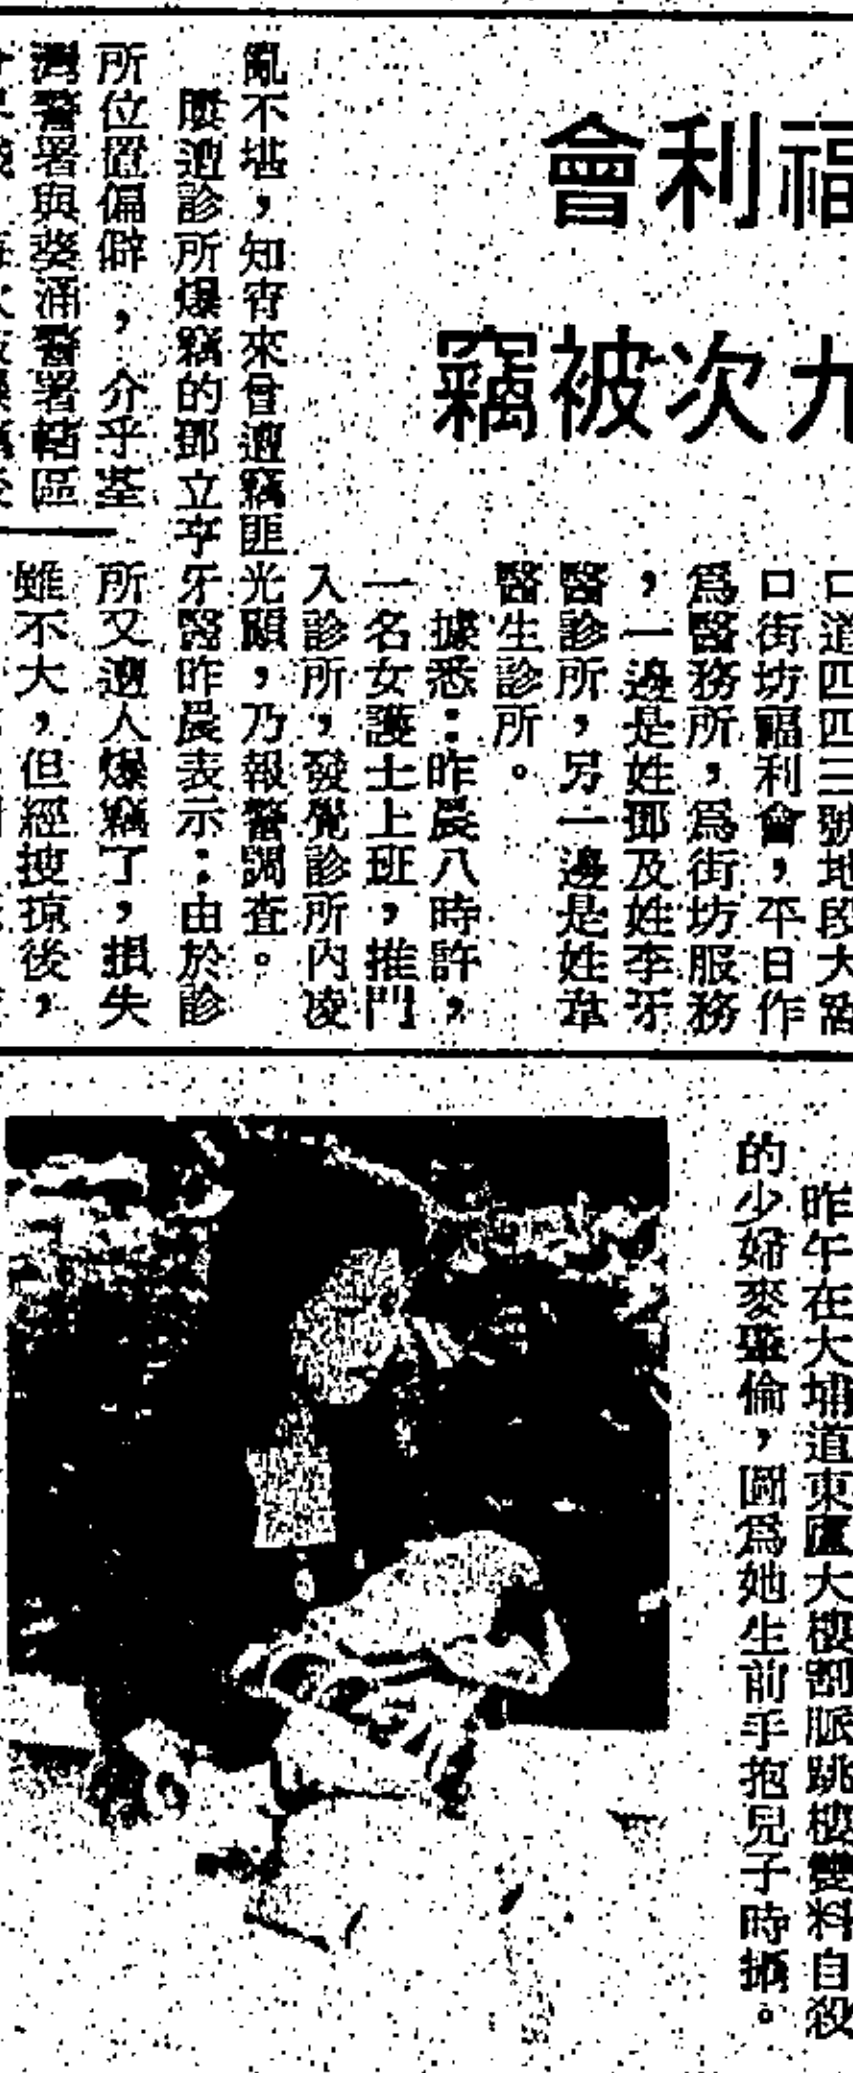 福利會
九次被竊
口道四四三號地段大窩
口街坊福利會，平日作
爲醫務所，爲街坊服務
，一邊是姓鄧及姓李牙
醫診所，另一邊是姓韋
醫生診所。
據悉：昨晨八時許，
一名女護士上班，推門
入診所，發覺診所內凌
亂不堪，知宵來曾遭竊匪
光顧，乃報警調查。
屢遭診所爆竊的鄧立亨
牙醫昨晨表示：由於診
所位置偏僻，介乎荃
灣警署與葵涌警署轄區
所又遭人爆竊了，損失
雖不大，但經搜掠後，
昨午在大埔道東廬大樓割脈跳樓雙料自殺
的少婦麥 倫，圖爲她生前手抱兒子時攝。